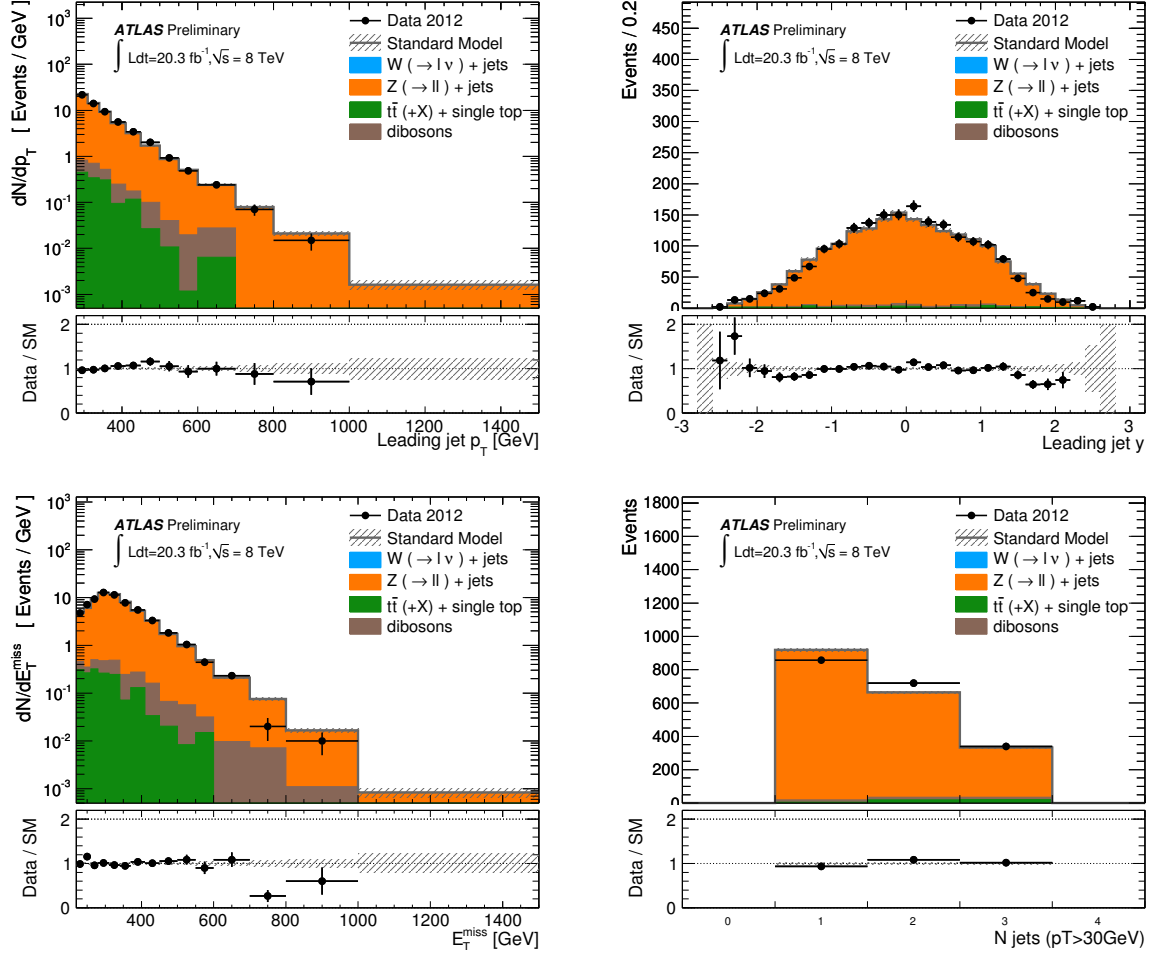 dN/dp_T [ Events / GeV ]
10^3
10^2
10
1
10^-1
10^-2
10^-3
ATLAS Preliminary
∫ Ldt=20.3 fb^-1,√s = 8 TeV
Data 2012
Standard Model
W (→ l ν) + jets
Z (→ ll) + jets
tt̄ (+X) + single top
dibosons
Data / SM
2
1
0
400 600 800 1000 1200 1400
Leading jet p_T [GeV]
Events / 0.2
450
400
350
300
250
200
150
100
50
0
ATLAS Preliminary
∫ Ldt=20.3 fb^-1,√s = 8 TeV
Data 2012
Standard Model
W (→ l ν) + jets
Z (→ ll) + jets
tt̄ (+X) + single top
dibosons
Data / SM
2
1
0
-3 -2 -1 0 1 2 3
Leading jet y
dN/dE_T^miss [ Events / GeV ]
10^3
10^2
10
1
10^-1
10^-2
10^-3
ATLAS Preliminary
∫ Ldt=20.3 fb^-1,√s = 8 TeV
Data 2012
Standard Model
W (→ l ν) + jets
Z (→ ll) + jets
tt̄ (+X) + single top
dibosons
Data / SM
2
1
0
400 600 800 1000 1200 1400
E_T^miss [GeV]
Events
1800
1600
1400
1200
1000
800
600
400
200
0
ATLAS Preliminary
∫ Ldt=20.3 fb^-1,√s = 8 TeV
Data 2012
Standard Model
W (→ l ν) + jets
Z (→ ll) + jets
tt̄ (+X) + single top
dibosons
Data / SM
2
1
0
0 1 2 3 4
N jets (pT>30GeV)